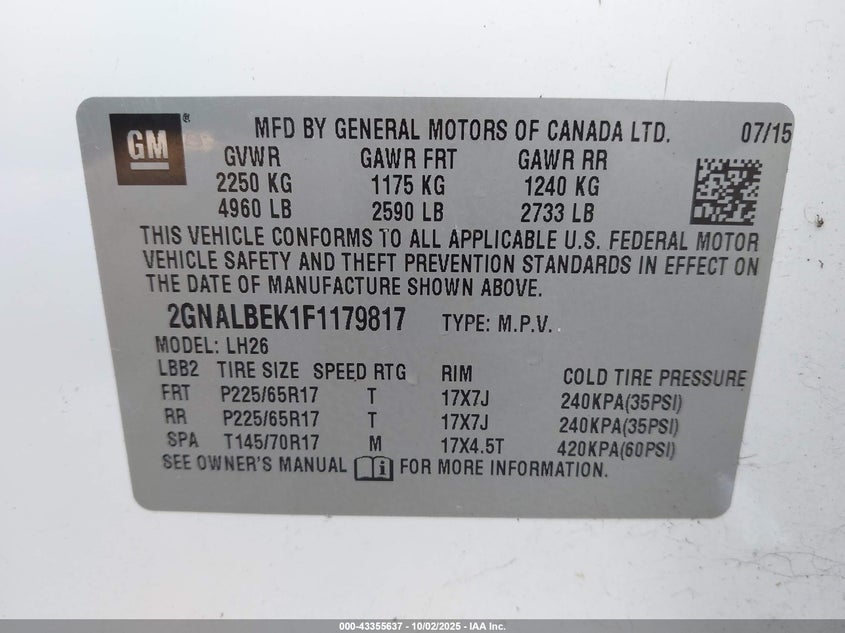 GM ® MFD BY GENERAL MOTORS OF CANADA LTD. 07/15
GVWR GAWR FRT GAWR RR
2250 KG 1175 KG 1240 KG
4960 LB 2590 LB 2733 LB
THIS VEHICLE CONFORMS TO ALL APPLICABLE U.S. FEDERAL MOTOR
VEHICLE SAFETY AND THEFT PREVENTION STANDARDS IN EFFECT ON
THE DATE OF MANUFACTURE SHOWN ABOVE.
2GNALBEK1F1179817 TYPE: M.P.V.
MODEL: LH26
LBB2 TIRE SIZE SPEED RTG RIM COLD TIRE PRESSURE
FRT P225/65R17 T 17X7J 240KPA(35PSI)
RR P225/65R17 T 17X7J 240KPA(35PSI)
SPA T145/70R17 M 17X4.5T 420KPA(60PSI)
SEE OWNER'S MANUAL FOR MORE INFORMATION.
000-43355637 - 10/02/2025 - IAA Inc.